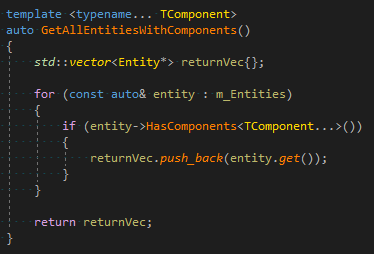 template <typename... TComponent>
auto GetAllEntitiesWithComponents()
{
    std::vector<Entity*> returnVec{};

    for (const auto& entity : m_Entities)
    {
        if (entity->HasComponents<TComponent...>())
        {
            returnVec.push_back(entity.get());
        }
    }

    return returnVec;
}